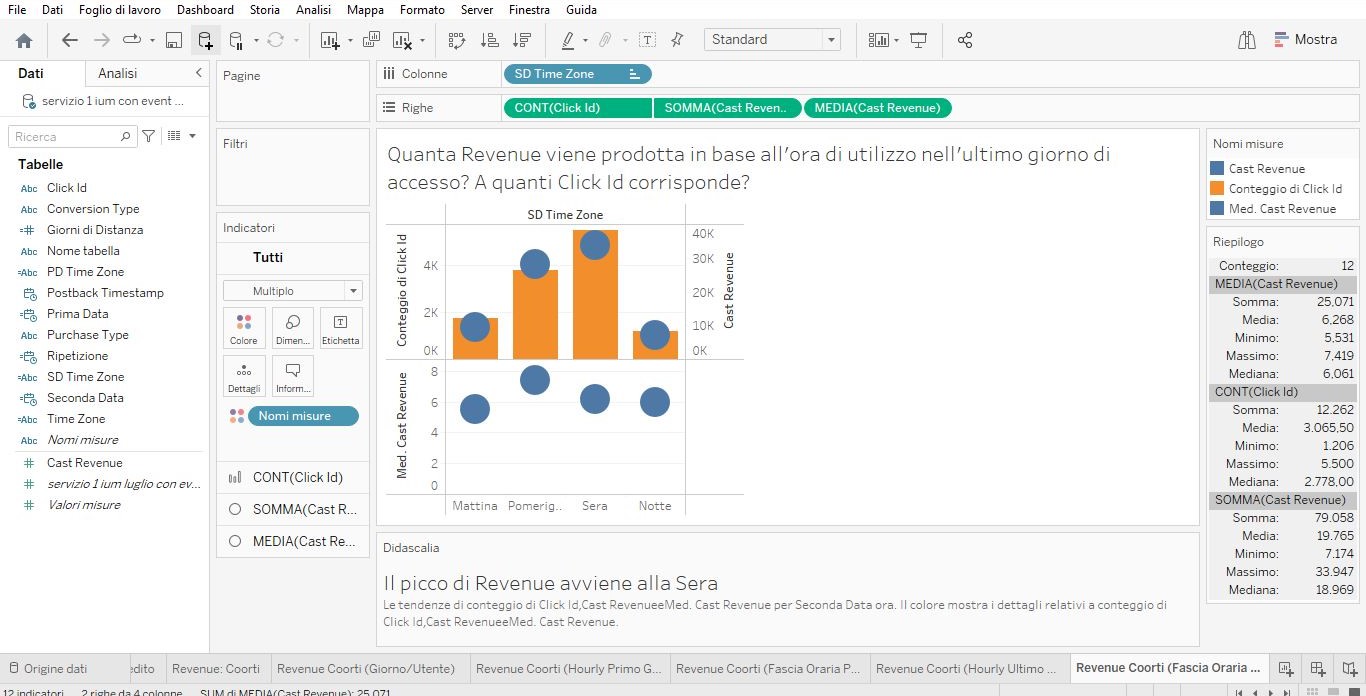 File Dati Foglio di lavoro Dashboard Storia Analisi Mappa Formato Server Finestra Guida
Standard
Mostra
Dati Analisi
servizio 1 ium con event ...
Ricerca
Tabelle
Abc Click Id
Abc Conversion Type
Giorni di Distanza
Abc Nome tabella
=Abc PD Time Zone
Postback Timestamp
Prima Data
Abc Purchase Type
Ripetizione
=Abc SD Time Zone
Seconda Data
=Abc Time Zone
Abc Nomi misure
Cast Revenue
servizio 1 ium luglio con ev...
Valori misure
Pagine
Filtri
Indicatori
Tutti
Multiplo
Colore Dimen... Etichetta
Dettagli Inform...
Nomi misure
CONT(Click Id)
SOMMA(Cast R...
MEDIA(Cast Re...
Colonne SD Time Zone
Righe CONT(Click Id) SOMMA(Cast Reven.. MEDIA(Cast Revenue)
Quanta Revenue viene prodotta in base all'ora di utilizzo nell'ultimo giorno di
accesso? A quanti Click Id corrisponde?
SD Time Zone
Conteggio di Click Id
4K
2K
0K
40K
30K
20K
10K
0K
Cast Revenue
Med. Cast Revenue
8
6
4
2
0
Mattina Pomerig.. Sera Notte
Didascalia
Il picco di Revenue avviene alla Sera
Le tendenze di conteggio di Click Id,Cast RevenueeMed. Cast Revenue per Seconda Data ora. Il colore mostra i dettagli relativi a conteggio di
Click Id,Cast RevenueeMed. Cast Revenue.
Nomi misure
Cast Revenue
Conteggio di Click Id
Med. Cast Revenue
Riepilogo
Conteggio: 12
MEDIA(Cast Revenue)
Somma: 25,071
Media: 6,268
Minimo: 5,531
Massimo: 7,419
Mediana: 6,061
CONT(Click Id)
Somma: 12.262
Media: 3.065,50
Minimo: 1.206
Massimo: 5.500
Mediana: 2.778,00
SOMMA(Cast Revenue)
Somma: 79.058
Media: 19.765
Minimo: 7.174
Massimo: 33.947
Mediana: 18.969
Origine dati edito Revenue: Coorti Revenue Coorti (Giorno/Utente) Revenue Coorti (Hourly Primo G... Revenue Coorti (Fascia Oraria P... Revenue Coorti (Hourly Ultimo ... Revenue Coorti (Fascia Oraria ...
12 indicatori 2 righe da 4 colonne SUM di MEDIA(Cast Revenue): 25,071